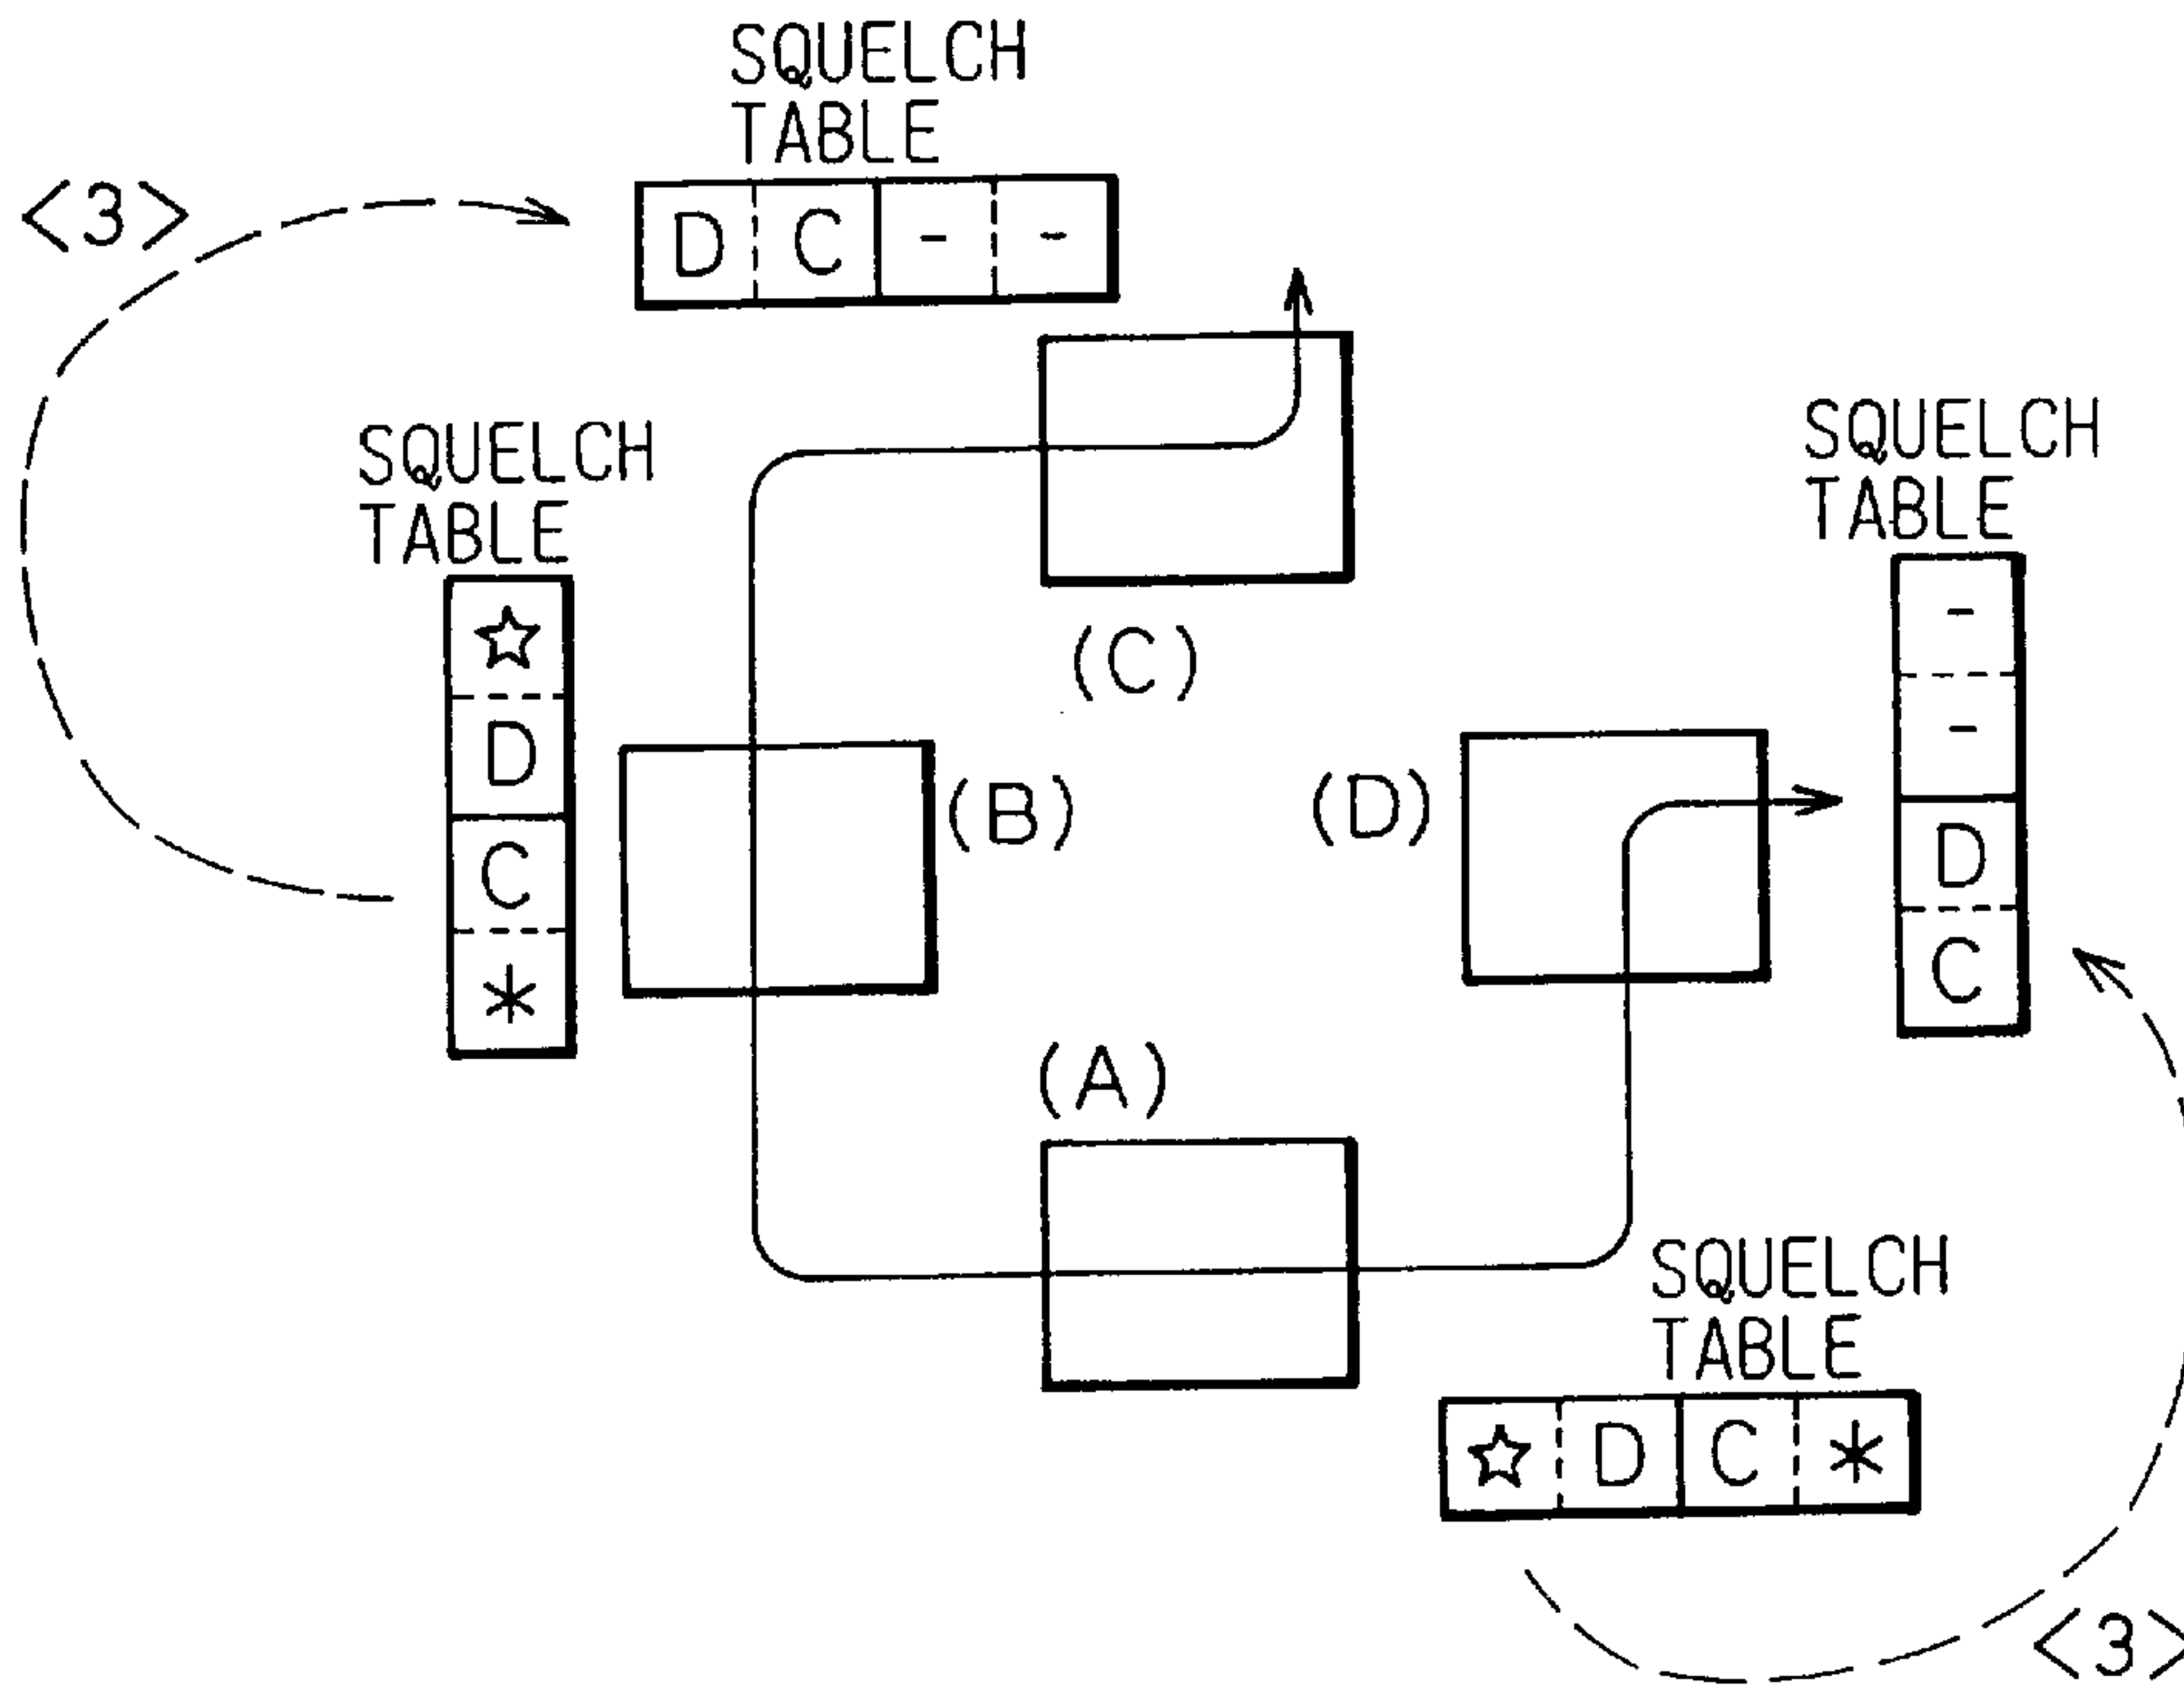 SQUELCH
TABLE
<3>
D C - -
SQUELCH
TABLE
SQUELCH
TABLE
☆
D
C
*
-
-
D
C
(C)
(B)
(D)
(A)
SQUELCH
TABLE
☆ D C *
<3>